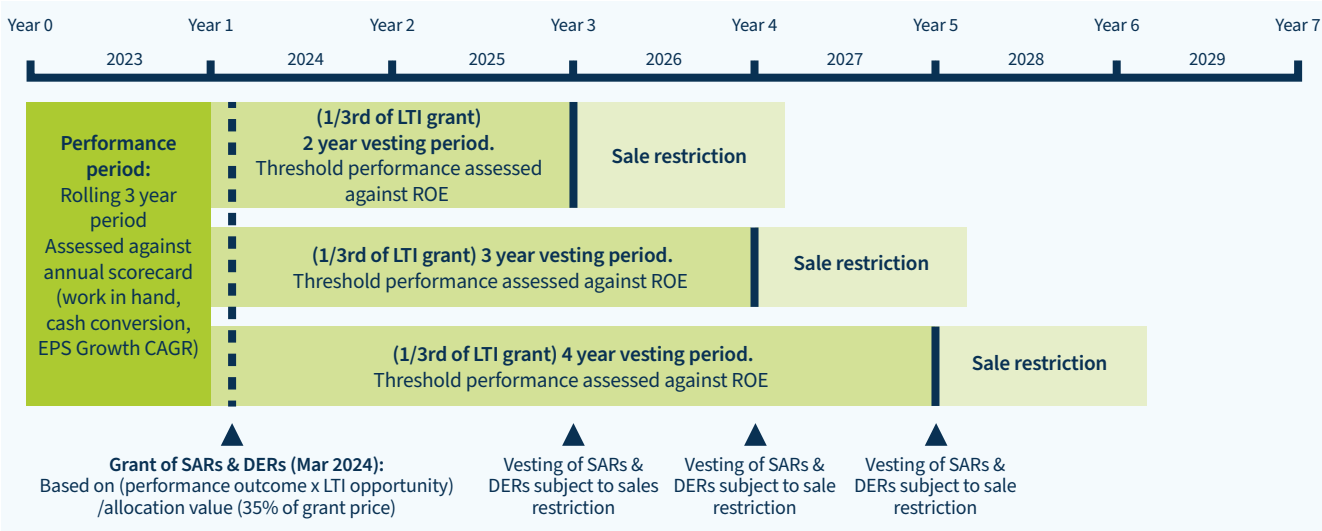 Year 0
Year 1
Year 2
Year 3
Year 4
Year 5
Year 6
Year 7
2023
2024
2025
2026
2027
2028
2029
Performance
period:
Rolling 3 year
period
Assessed against
annual scorecard
(work in hand,
cash conversion,
EPS Growth CAGR)
(1/3rd of LTI grant)
2 year vesting period.
Threshold performance assessed
against ROE
Sale restriction
(1/3rd of LTI grant) 3 year vesting period.
Threshold performance assessed against ROE
Sale restriction
(1/3rd of LTI grant) 4 year vesting period.
Threshold performance assessed against ROE
Sale restriction
Grant of SARs & DERs (Mar 2024):
Based on (performance outcome x LTI opportunity)
/allocation value (35% of grant price)
Vesting of SARs &
DERs subject to sales
restriction
Vesting of SARs &
DERs subject to sale
restriction
Vesting of SARs &
DERs subject to sale
restriction